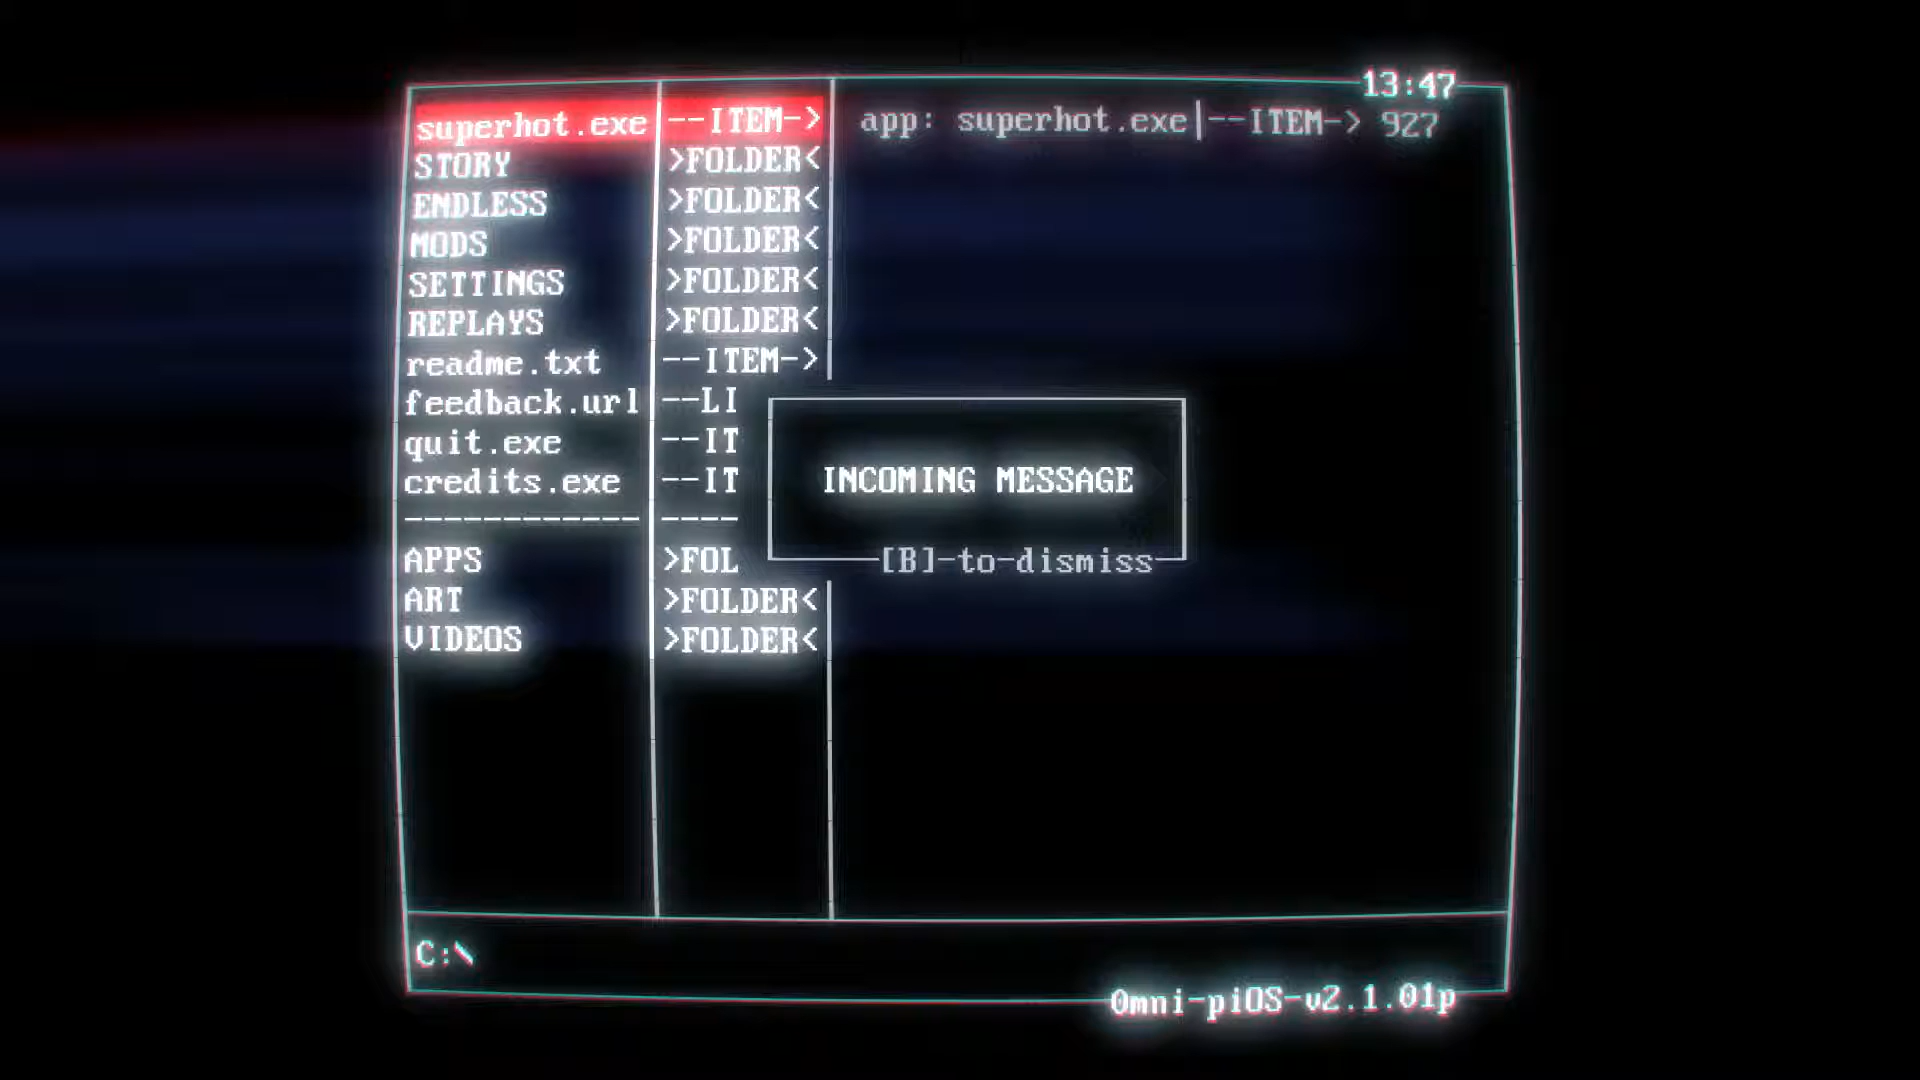 13:47
superhot.exe --ITEM-> app: superhot.exe|--ITEM-> 927
STORY >FOLDER<
ENDLESS >FOLDER<
MODS >FOLDER<
SETTINGS >FOLDER<
REPLAYS >FOLDER<
readme.txt --ITEM->
feedback.url --LI
quit.exe --IT
credits.exe --IT
INCOMING MESSAGE
[B]-to-dismiss
------------ ----
APPS >FOL
ART >FOLDER<
VIDEOS >FOLDER<
C:\
Omni-piOS-v2.1.01p